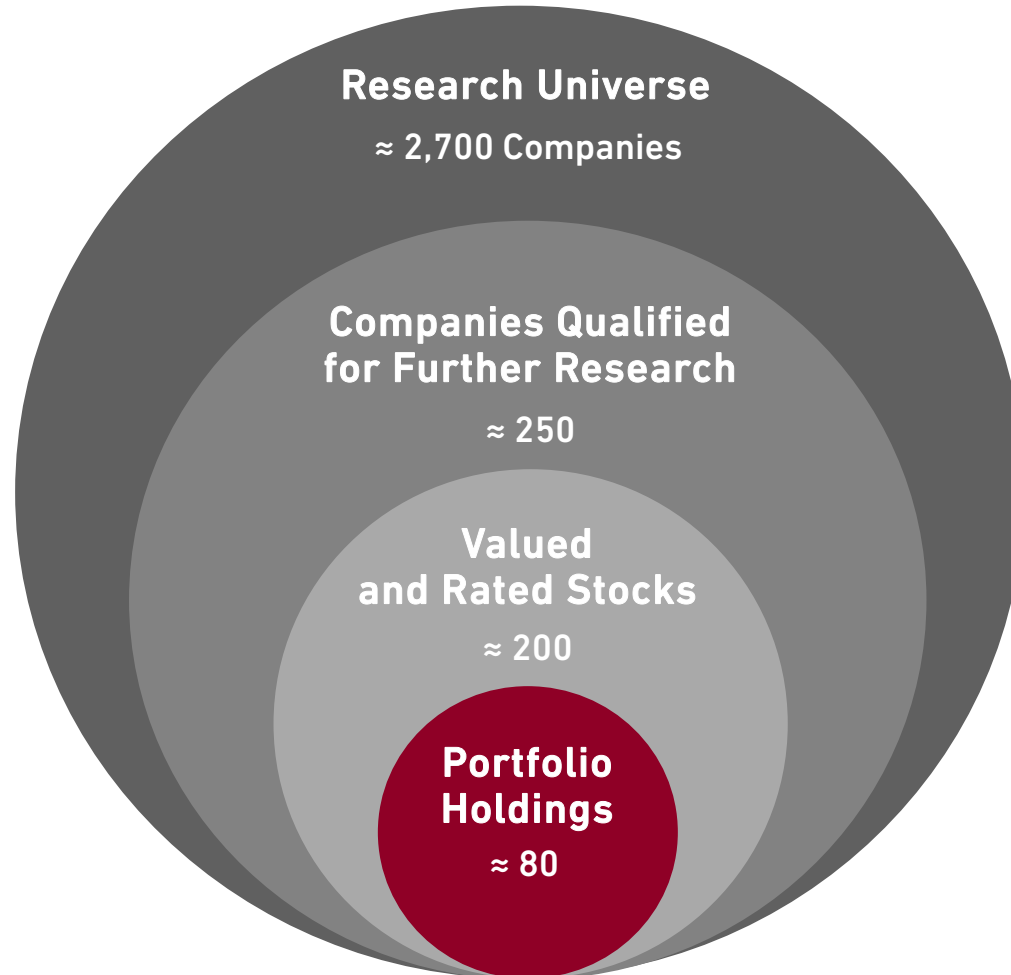 Research Universe
≈ 2,700 Companies
Companies Qualified
for Further Research
≈ 250
Valued
and Rated Stocks
≈ 200
Portfolio
Holdings
≈ 80